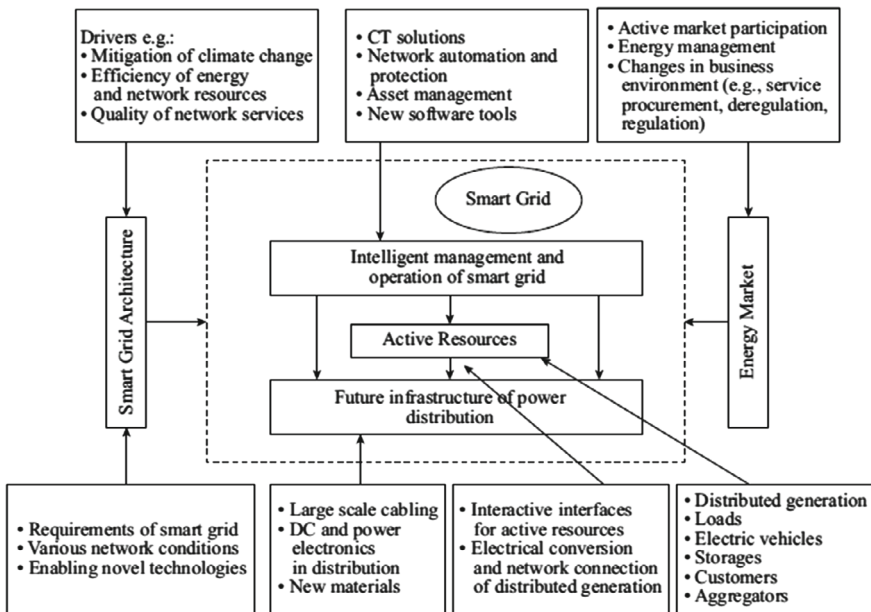 Drivers e.g.:
• Mitigation of climate change
• Efficiency of energy
and network resources
• Quality of network services
• CT solutions
• Network automation and
protection
• Asset management
• New software tools
• Active market participation
• Energy management
• Changes in business
environment (e.g., service
procurement, deregulation,
regulation)
Smart Grid
Smart Grid Architecture
Intelligent management and
operation of smart grid
Active Resources
Future infrastructure of power
distribution
Energy Market
• Requirements of smart grid
• Various network conditions
• Enabling novel technologies
• Large scale cabling
• DC and power
electronics
in distribution
• New materials
• Interactive interfaces
for active resources
• Electrical conversion
and network connection
of distributed generation
• Distributed generation
• Loads
• Electric vehicles
• Storages
• Customers
• Aggregators